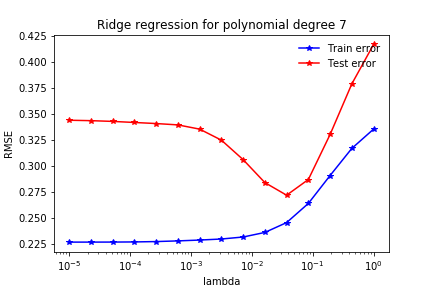 Ridge regression for polynomial degree 7
0.425
0.400
0.375
0.350
0.325
0.300
0.275
0.250
0.225
RMSE
Train error
Test error
10⁻⁵ 10⁻⁴ 10⁻³ 10⁻² 10⁻¹ 10⁰
lambda